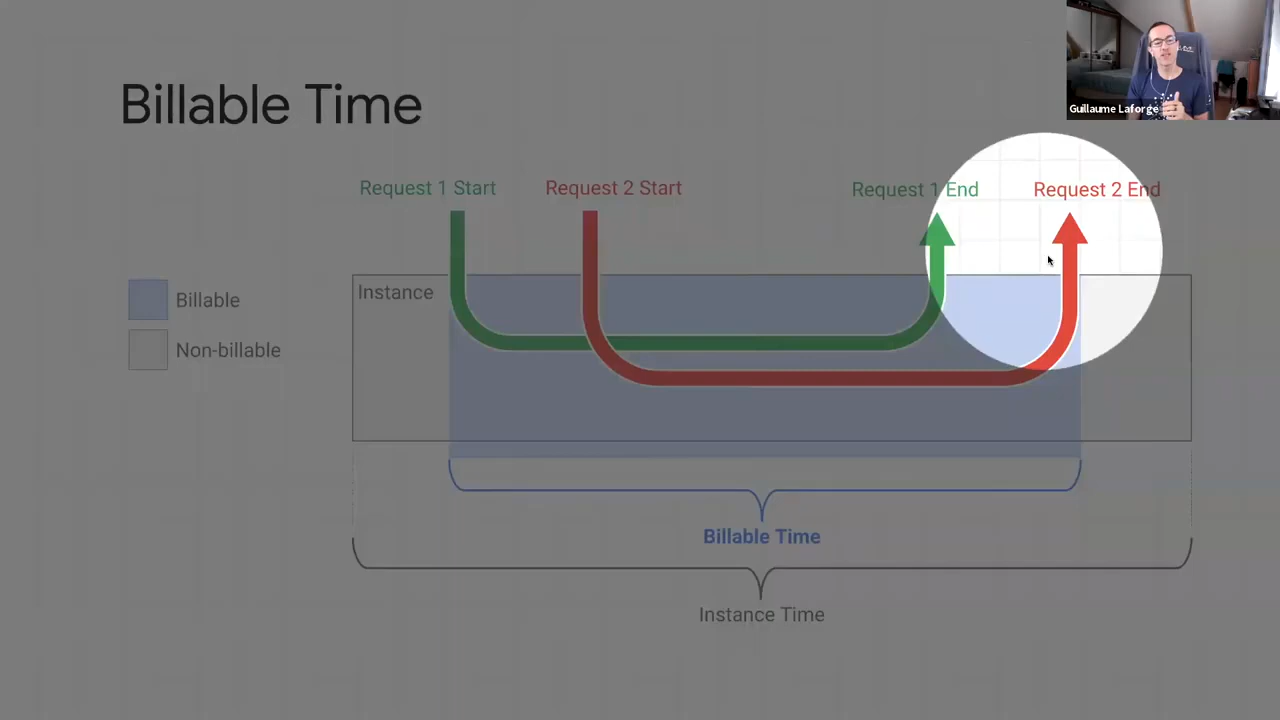 Guillaume Laforge
Billable Time
Request 1 Start
Request 2 Start
Request 1 End
Request 2 End
Instance
Billable
Non-billable
Billable Time
Instance Time